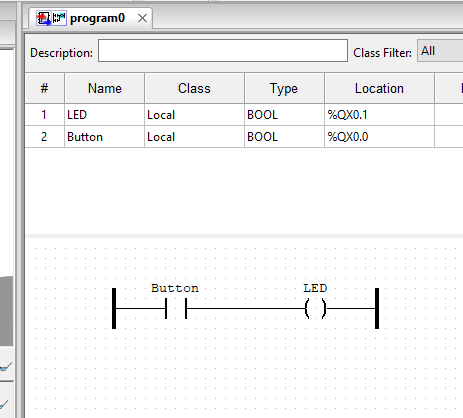 program0
Description: Class Filter: All
# Name Class Type Location
1 LED Local BOOL %QX0.1
2 Button Local BOOL %QX0.0
Button LED